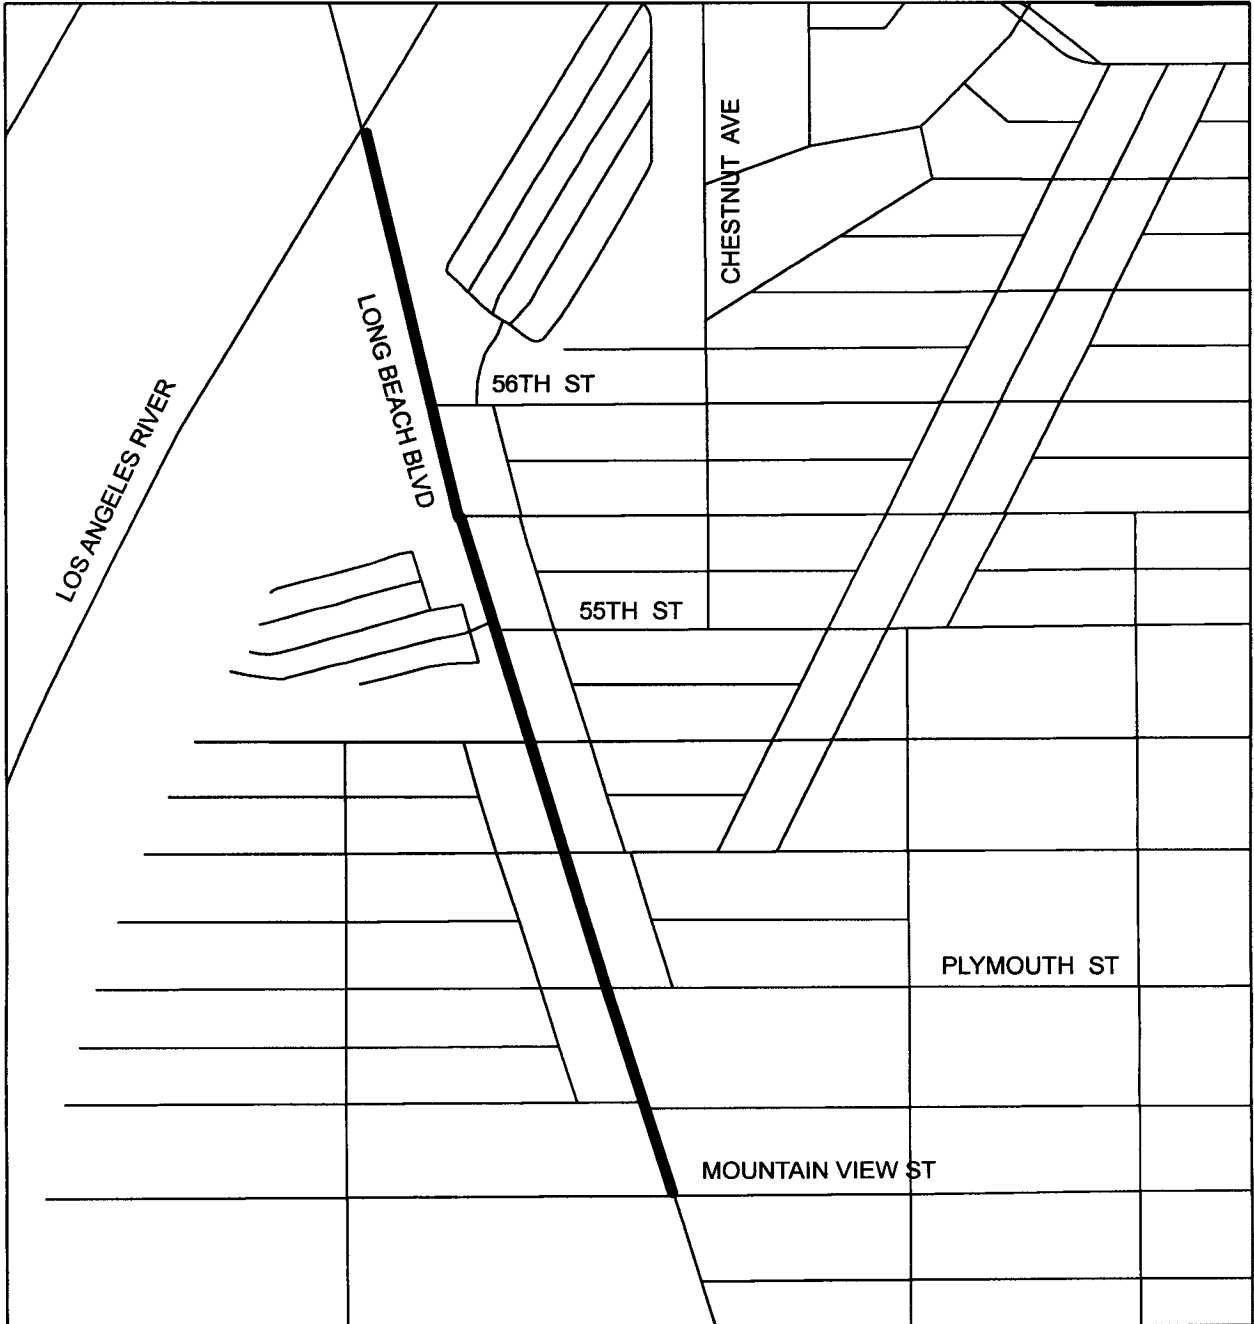 CHESTNUT AVE
LONG BEACH BLVD
56TH ST
LOS ANGELES RIVER
55TH ST
PLYMOUTH ST
MOUNTAIN VIEW ST